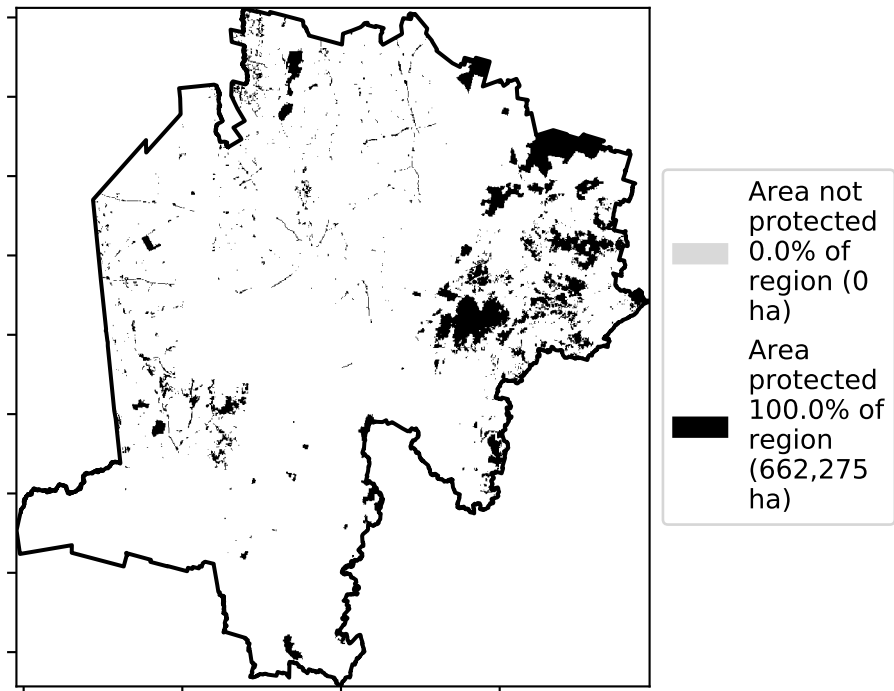 Area not
protected
0.0% of
region (0
ha)
Area
protected
100.0% of
region
(662,275
ha)